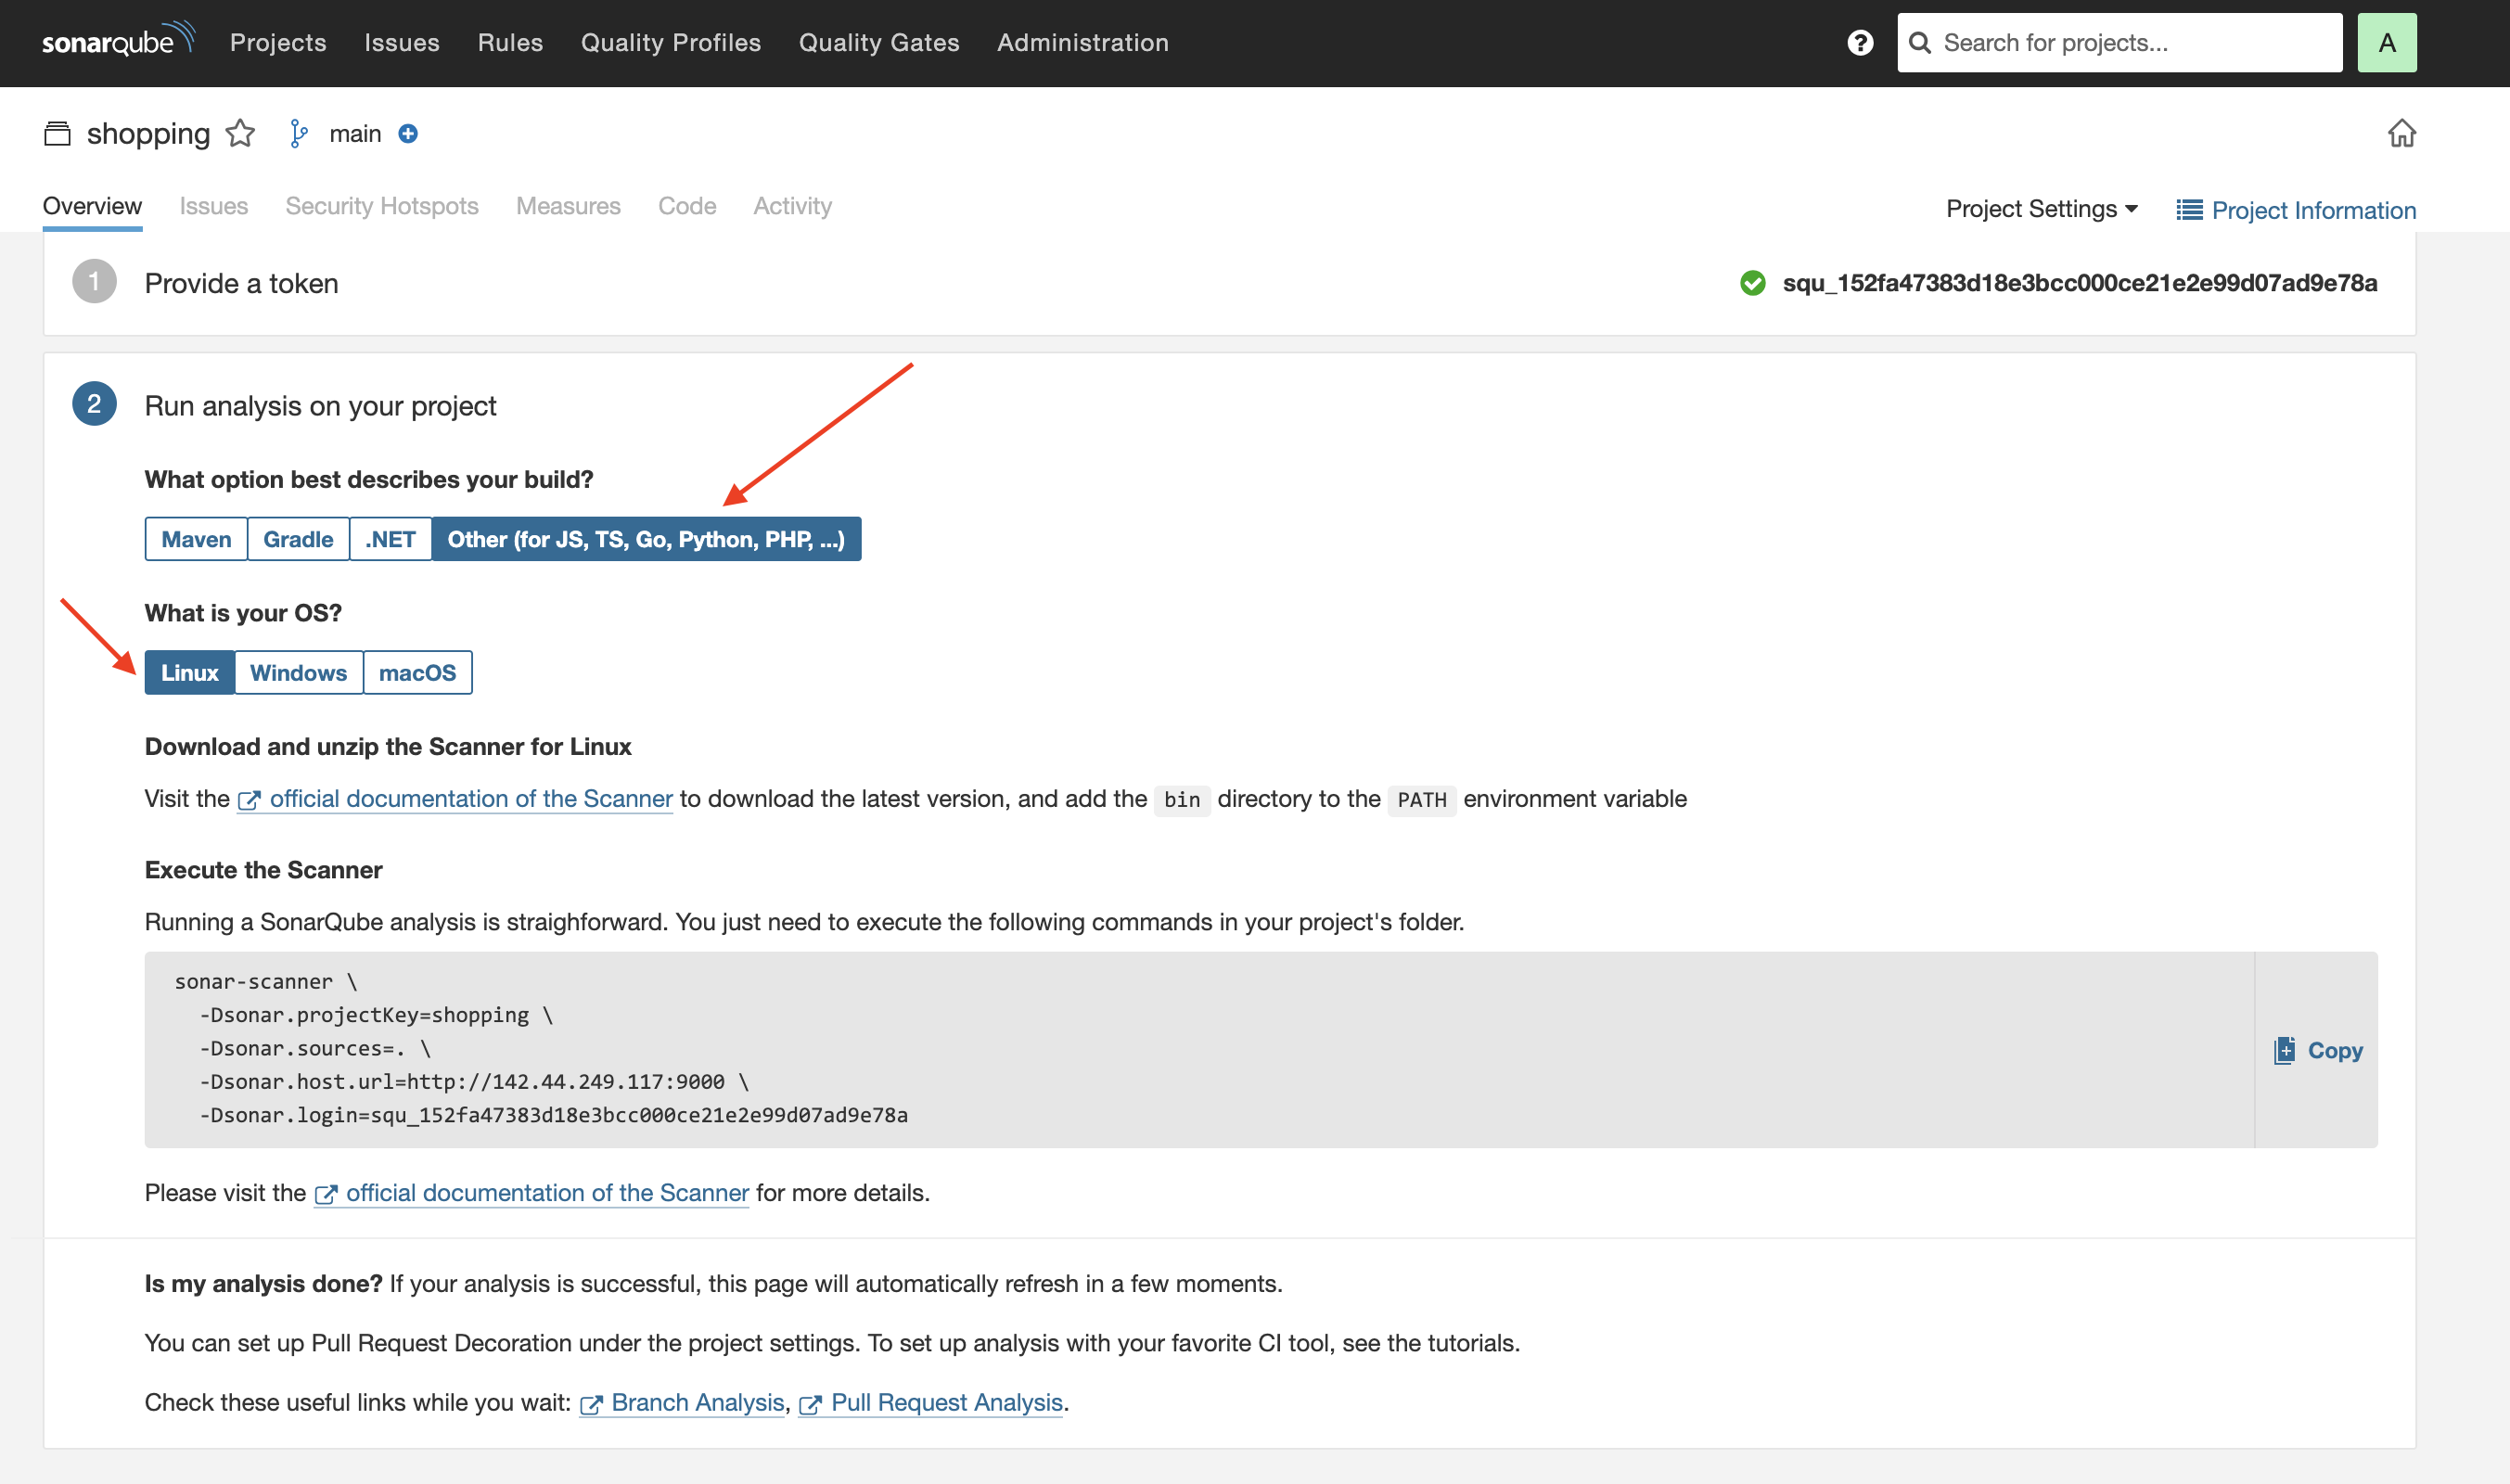 sonarqube Projects Issues Rules Quality Profiles Quality Gates Administration ? Search for projects... A
shopping main
Overview Issues Security Hotspots Measures Code Activity Project Settings Project Information
1 Provide a token squ_152fa47383d18e3bcc000ce21e2e99d07ad9e78a
2 Run analysis on your project
What option best describes your build?
Maven Gradle .NET Other (for JS, TS, Go, Python, PHP, ...)
What is your OS?
Linux Windows macOS
Download and unzip the Scanner for Linux
Visit the official documentation of the Scanner to download the latest version, and add the bin directory to the PATH environment variable
Execute the Scanner
Running a SonarQube analysis is straighforward. You just need to execute the following commands in your project's folder.
sonar-scanner \
-Dsonar.projectKey=shopping \
-Dsonar.sources=. \
-Dsonar.host.url=http://142.44.249.117:9000 \
-Dsonar.login=squ_152fa47383d18e3bcc000ce21e2e99d07ad9e78a
Copy
Please visit the official documentation of the Scanner for more details.
Is my analysis done? If your analysis is successful, this page will automatically refresh in a few moments.
You can set up Pull Request Decoration under the project settings. To set up analysis with your favorite CI tool, see the tutorials.
Check these useful links while you wait: Branch Analysis, Pull Request Analysis.